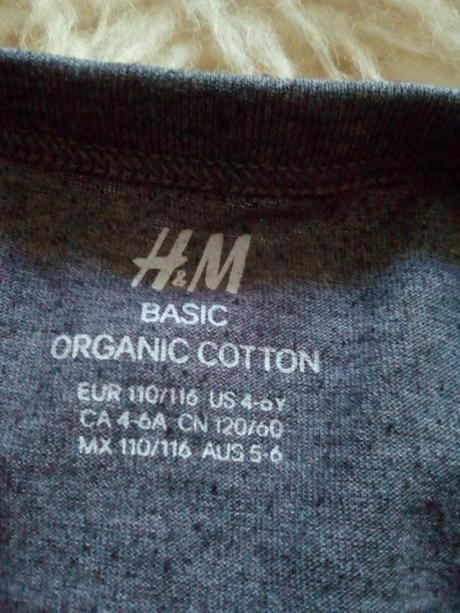 H&M
BASIC
ORGANIC COTTON
EUR 110/116 US 4-6Y
CA 4-6A CN 120/60
MX 110/116 AUS 5-6